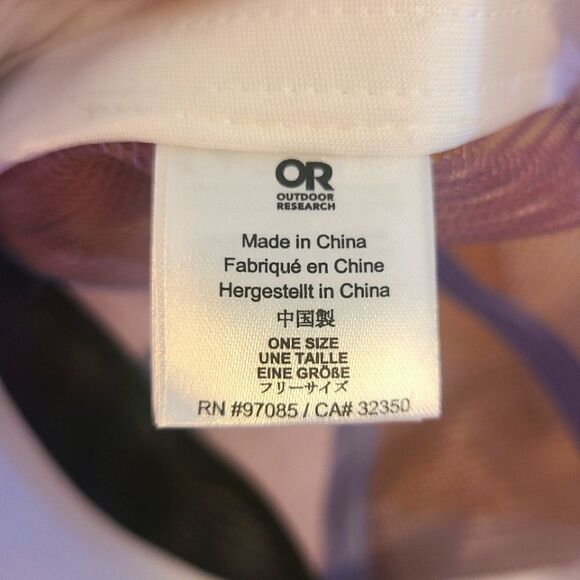 OR
OUTDOOR
RESEARCH
Made in China
Fabriqué en Chine
Hergestellt in China
中国製
ONE SIZE
UNE TAILLE
EINE GRÖßE
フリーサイズ
RN #97085 / CA# 32350